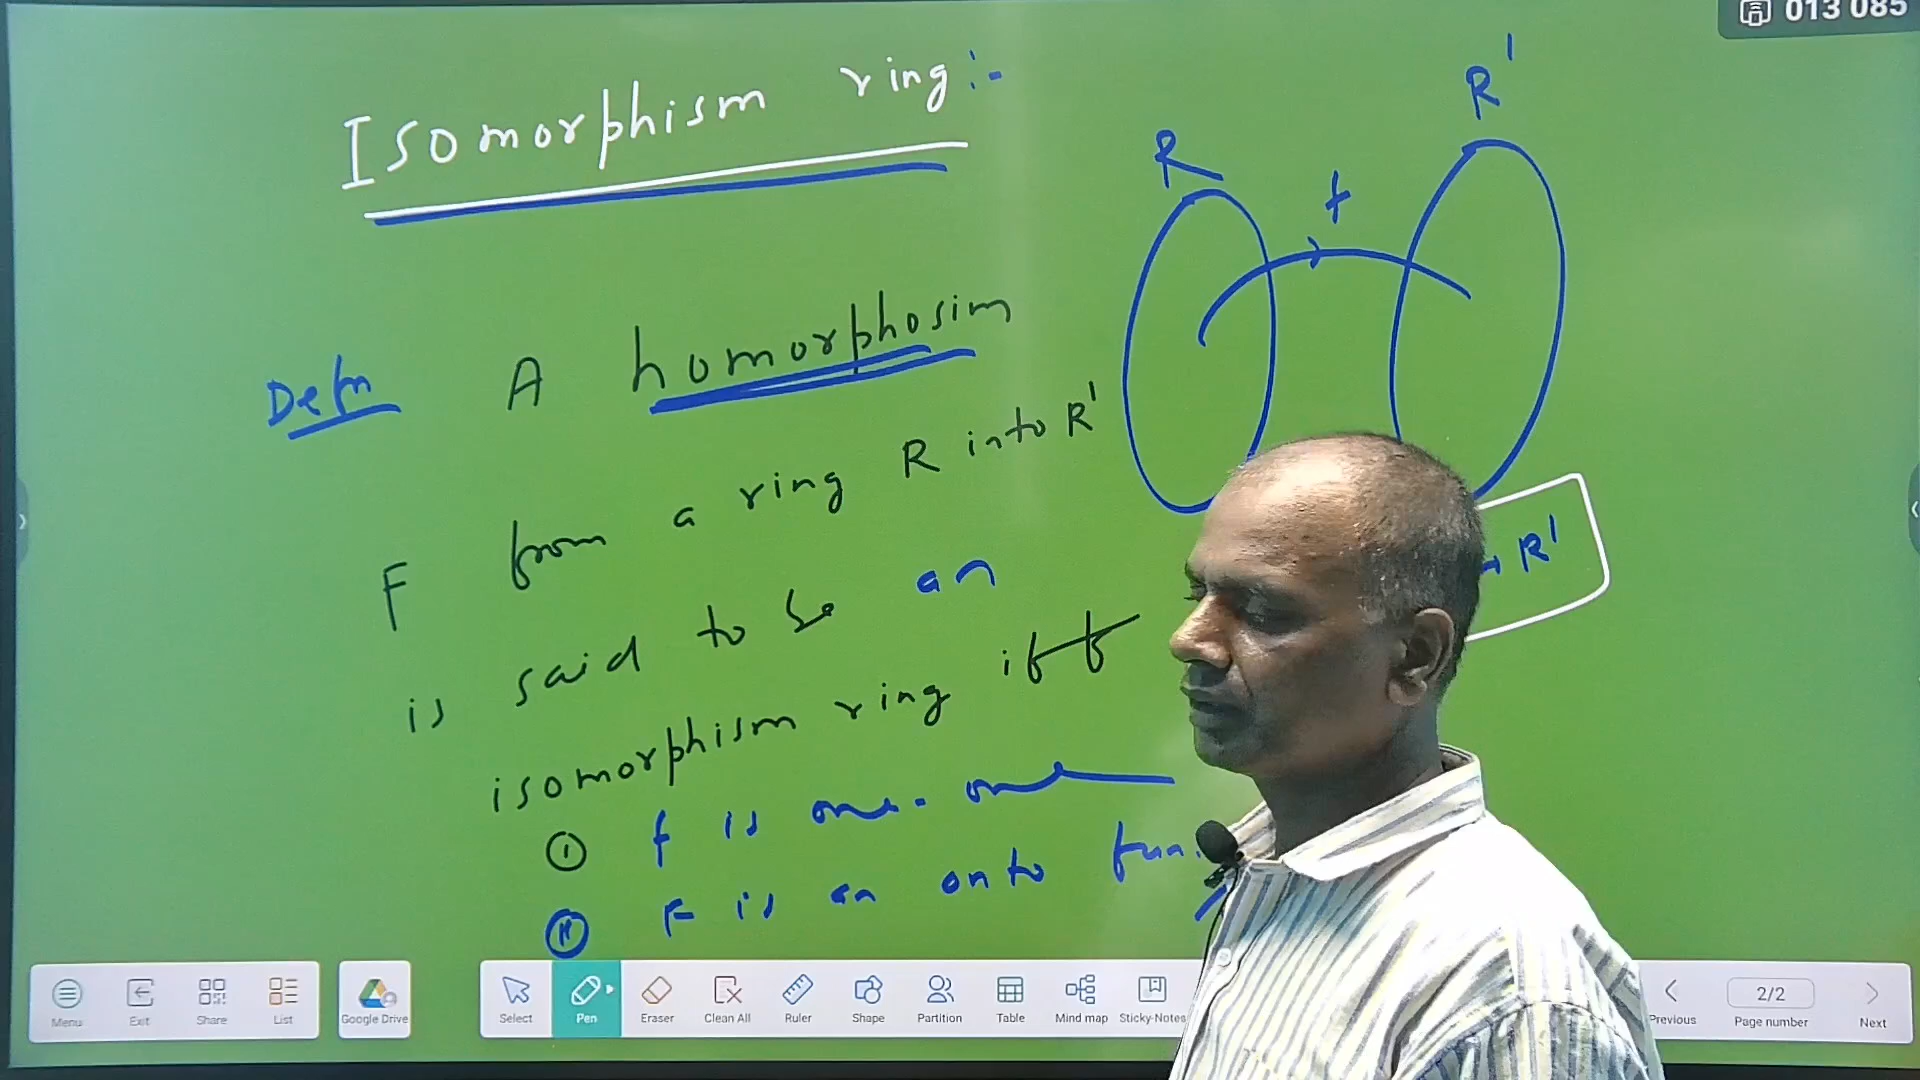 013 085
Isomorphism ring :-
R
R'
f
Defn A homorphosim
F from a ring R into R'
is said to be an
isomorphism ring iff
R'
(I) f is one-one
(II) F is an onto fun.
Menu
Exit
Share
List
Google Drive
Select
Pen
Eraser
Clean All
Ruler
Shape
Partition
Table
Mind map
Sticky-Notes
Previous
2/2
Page number
Next